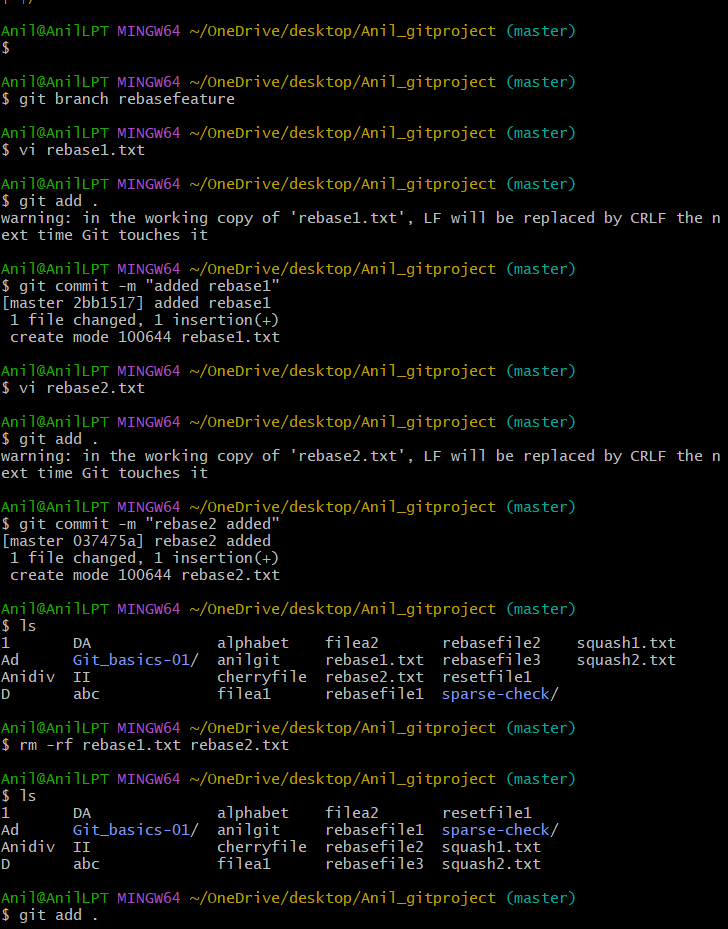 Anil@AnilLPT MINGW64 ~/OneDrive/desktop/Anil_gitproject (master)
$

Anil@AnilLPT MINGW64 ~/OneDrive/desktop/Anil_gitproject (master)
$ git branch rebasefeature

Anil@AnilLPT MINGW64 ~/OneDrive/desktop/Anil_gitproject (master)
$ vi rebase1.txt

Anil@AnilLPT MINGW64 ~/OneDrive/desktop/Anil_gitproject (master)
$ git add .
warning: in the working copy of 'rebase1.txt', LF will be replaced by CRLF the n
ext time Git touches it

Anil@AnilLPT MINGW64 ~/OneDrive/desktop/Anil_gitproject (master)
$ git commit -m "added rebase1"
[master 2bb1517] added rebase1
 1 file changed, 1 insertion(+)
 create mode 100644 rebase1.txt

Anil@AnilLPT MINGW64 ~/OneDrive/desktop/Anil_gitproject (master)
$ vi rebase2.txt

Anil@AnilLPT MINGW64 ~/OneDrive/desktop/Anil_gitproject (master)
$ git add .
warning: in the working copy of 'rebase2.txt', LF will be replaced by CRLF the n
ext time Git touches it

Anil@AnilLPT MINGW64 ~/OneDrive/desktop/Anil_gitproject (master)
$ git commit -m "rebase2 added"
[master 037475a] rebase2 added
 1 file changed, 1 insertion(+)
 create mode 100644 rebase2.txt

Anil@AnilLPT MINGW64 ~/OneDrive/desktop/Anil_gitproject (master)
$ ls
1       DA              alphabet    filea2       rebasefile2    squash1.txt
Ad      Git_basics-01/  anilgit     rebase1.txt  rebasefile3    squash2.txt
Anidiv  II              cherryfile  rebase2.txt  resetfile1
D       abc             filea1      rebasefile1  sparse-check/

Anil@AnilLPT MINGW64 ~/OneDrive/desktop/Anil_gitproject (master)
$ rm -rf rebase1.txt rebase2.txt

Anil@AnilLPT MINGW64 ~/OneDrive/desktop/Anil_gitproject (master)
$ ls
1       DA              alphabet    filea2       resetfile1
Ad      Git_basics-01/  anilgit     rebasefile1  sparse-check/
Anidiv  II              cherryfile  rebasefile2  squash1.txt
D       abc             filea1      rebasefile3  squash2.txt

Anil@AnilLPT MINGW64 ~/OneDrive/desktop/Anil_gitproject (master)
$ git add .